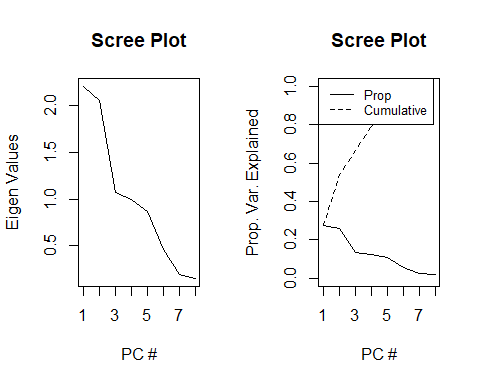 Scree Plot
Eigen Values
2.0
1.5
1.0
0.5
1 3 5 7
PC #
Scree Plot
Prop. Var. Explained
1.0
0.8
0.6
0.4
0.2
0.0
Prop
Cumulative
1 3 5 7
PC #